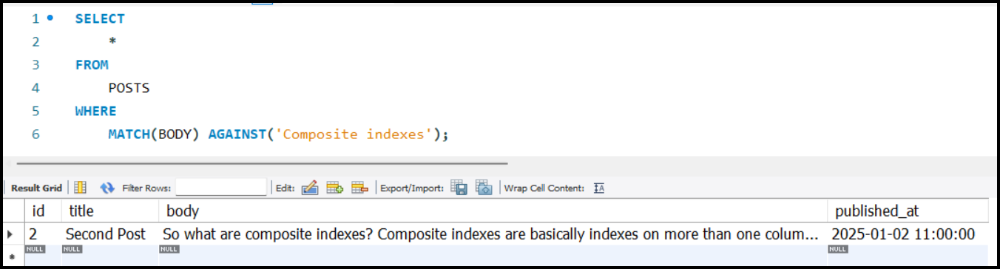 1 SELECT
2 *
3 FROM
4 POSTS
5 WHERE
6 MATCH(BODY) AGAINST('Composite indexes');
Result Grid Filter Rows: Edit: Export/Import: Wrap Cell Content: IA
id title body published_at
2 Second Post So what are composite indexes? Composite indexes are basically indexes on more than one colum... 2025-01-02 11:00:00
NULL NULL NULL NULL